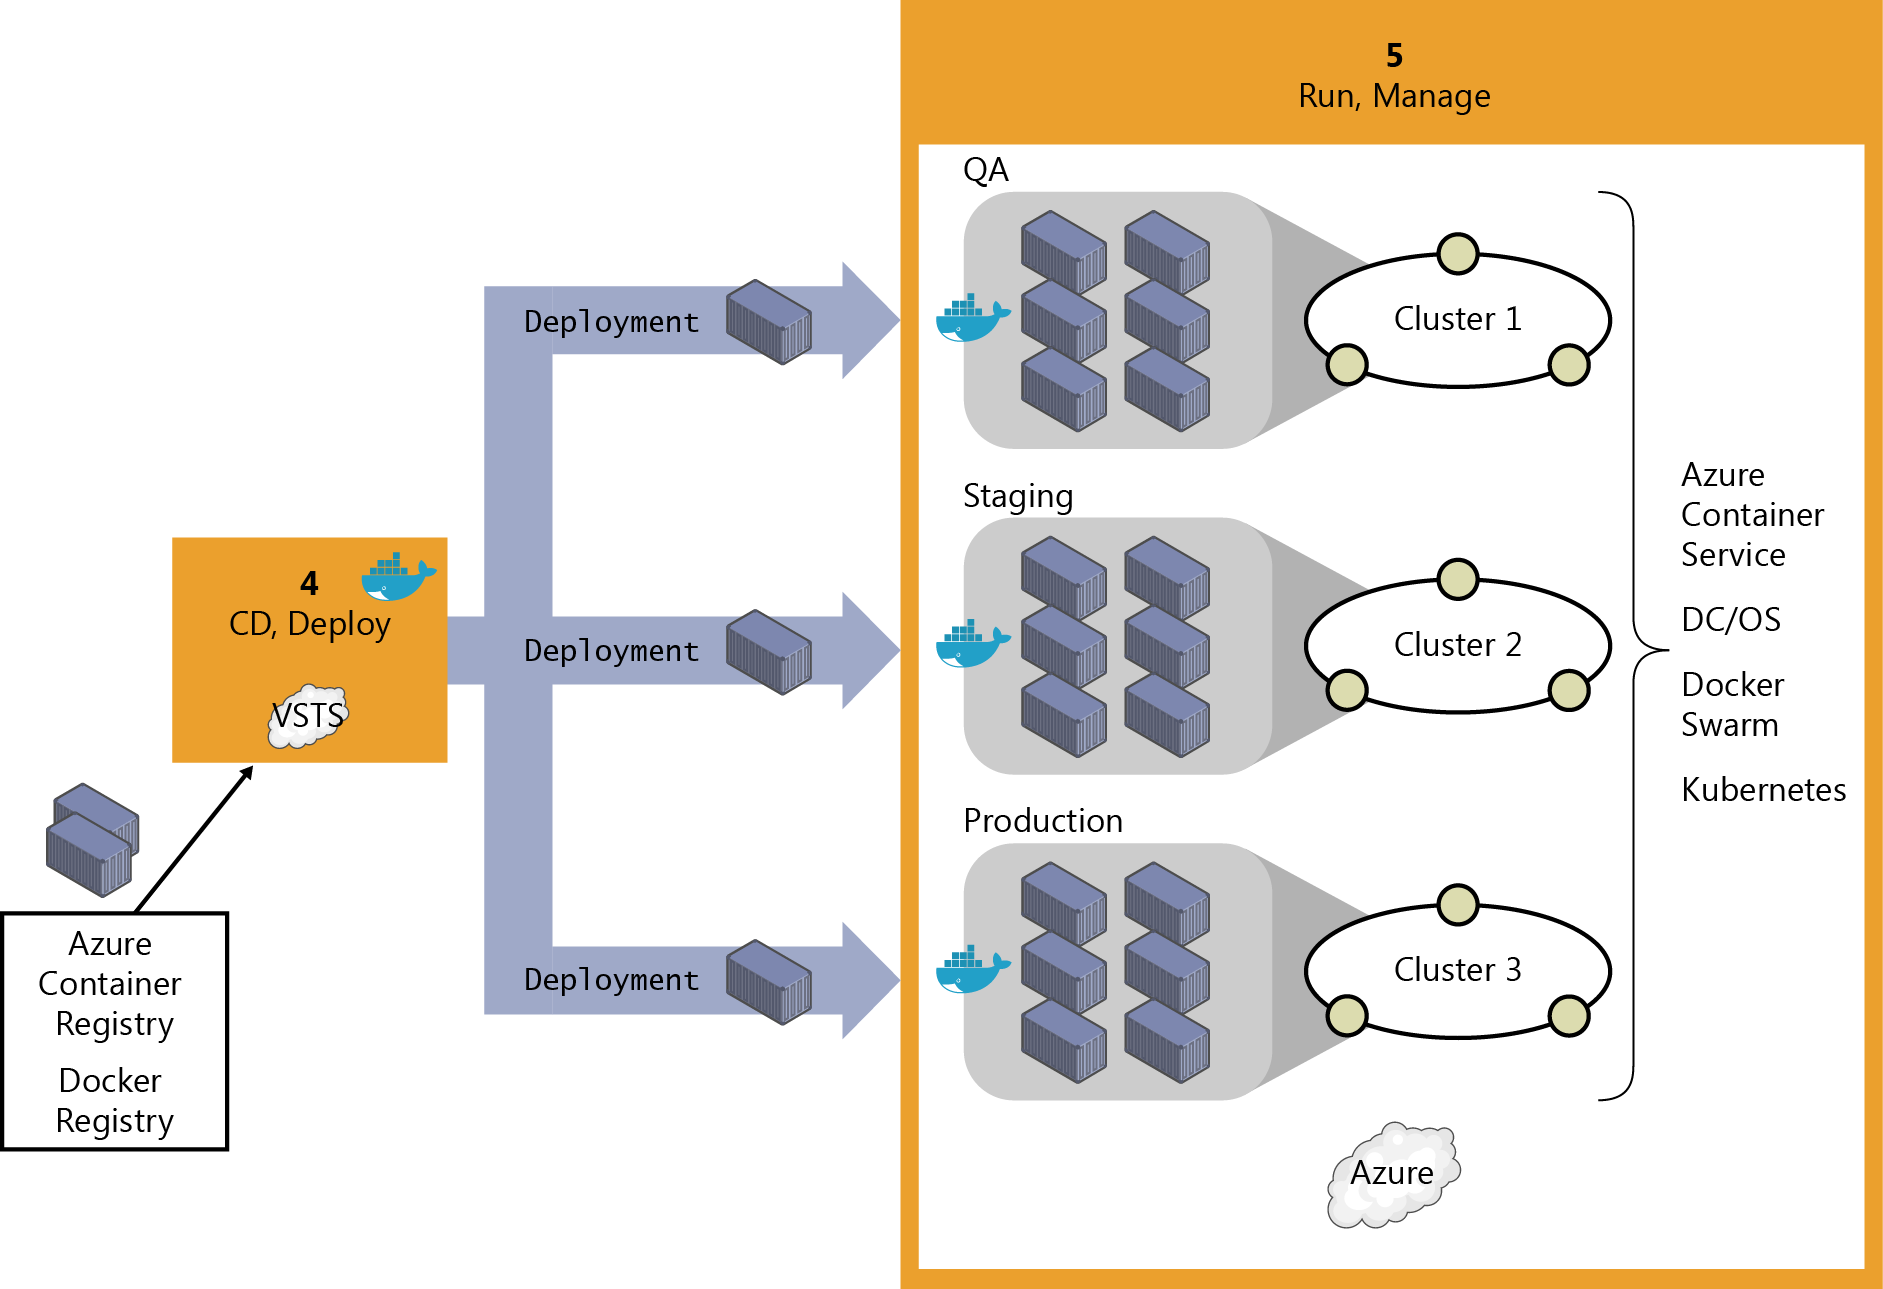 5
Run, Manage
QA
Cluster 1
Deployment
Staging
Cluster 2
Deployment
Production
Cluster 3
Deployment
Azure
Container
Service
DC/OS
Docker
Swarm
Kubernetes
4
CD, Deploy
VSTS
Azure
Container
Registry
Docker
Registry
Azure